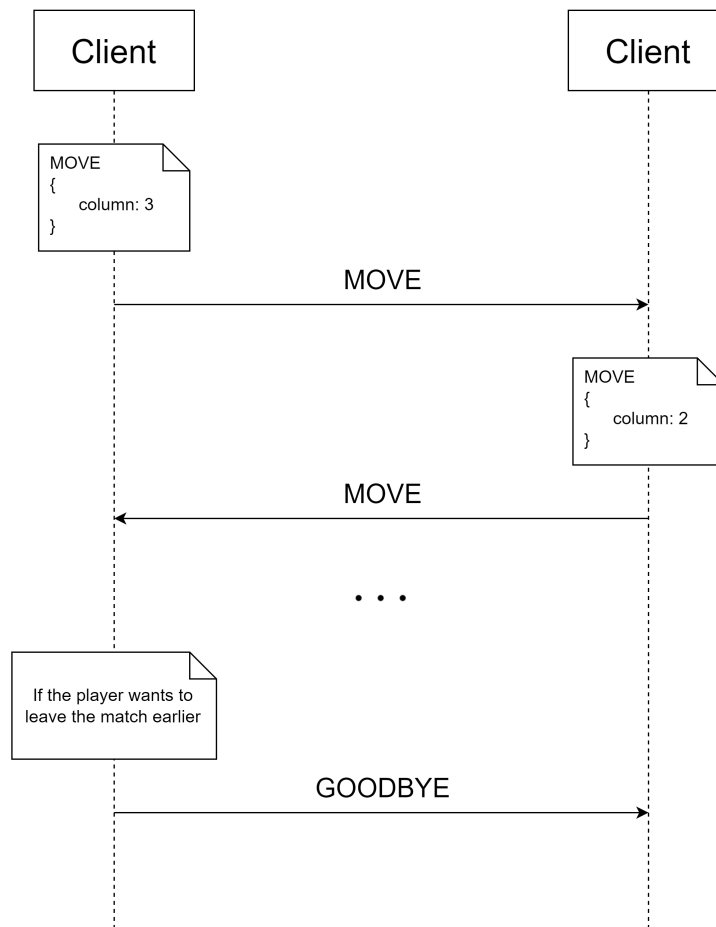 Client
Client
MOVE
{
column: 3
}
MOVE
MOVE
{
column: 2
}
MOVE
...
If the player wants to
leave the match earlier
GOODBYE